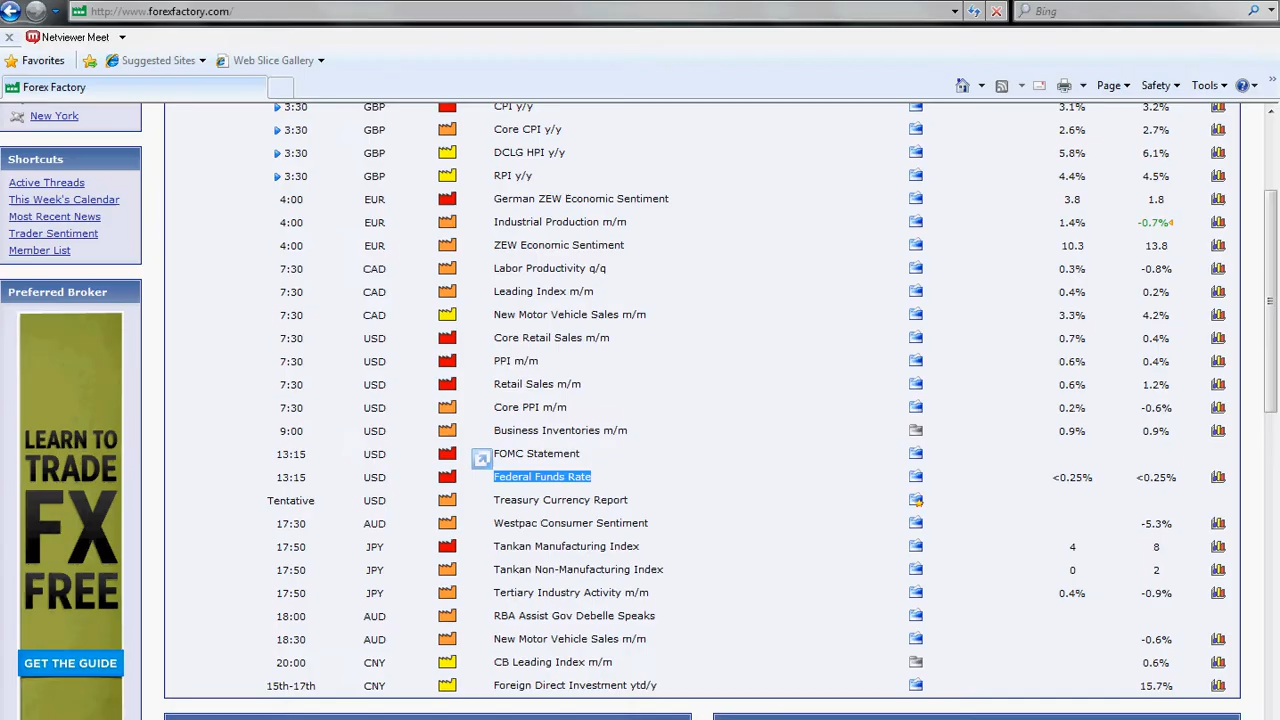 http://www.forexfactory.com/
Bing
Netviewer Meet
Favorites
Suggested Sites
Web Slice Gallery
Forex Factory
Page
Safety
Tools
New York
Shortcuts
Active Threads
This Week's Calendar
Most Recent News
Trader Sentiment
Member List
Preferred Broker
LEARN TO
TRADE
FX
FREE
GET THE GUIDE
3:30 GBP CPI y/y 3.1% 3.2%
3:30 GBP Core CPI y/y 2.6% 2.7%
3:30 GBP DCLG HPI y/y 5.8% 6.1%
3:30 GBP RPI y/y 4.4% 4.5%
4:00 EUR German ZEW Economic Sentiment 3.8 1.8
4:00 EUR Industrial Production m/m 1.4% -0.7%
4:00 EUR ZEW Economic Sentiment 10.3 13.8
7:30 CAD Labor Productivity q/q 0.3% -0.8%
7:30 CAD Leading Index m/m 0.4% 0.2%
7:30 CAD New Motor Vehicle Sales m/m 3.3% 4.2%
7:30 USD Core Retail Sales m/m 0.7% 0.4%
7:30 USD PPI m/m 0.6% 0.4%
7:30 USD Retail Sales m/m 0.6% 1.2%
7:30 USD Core PPI m/m 0.2% -0.6%
9:00 USD Business Inventories m/m 0.9% 0.9%
13:15 USD FOMC Statement
13:15 USD Federal Funds Rate <0.25% <0.25%
Tentative USD Treasury Currency Report
17:30 AUD Westpac Consumer Sentiment -5.3%
17:50 JPY Tankan Manufacturing Index 4 8
17:50 JPY Tankan Non-Manufacturing Index 0 2
17:50 JPY Tertiary Industry Activity m/m 0.4% -0.9%
18:00 AUD RBA Assist Gov Debelle Speaks
18:30 AUD New Motor Vehicle Sales m/m -0.6%
20:00 CNY CB Leading Index m/m 0.6%
15th-17th CNY Foreign Direct Investment ytd/y 15.7%